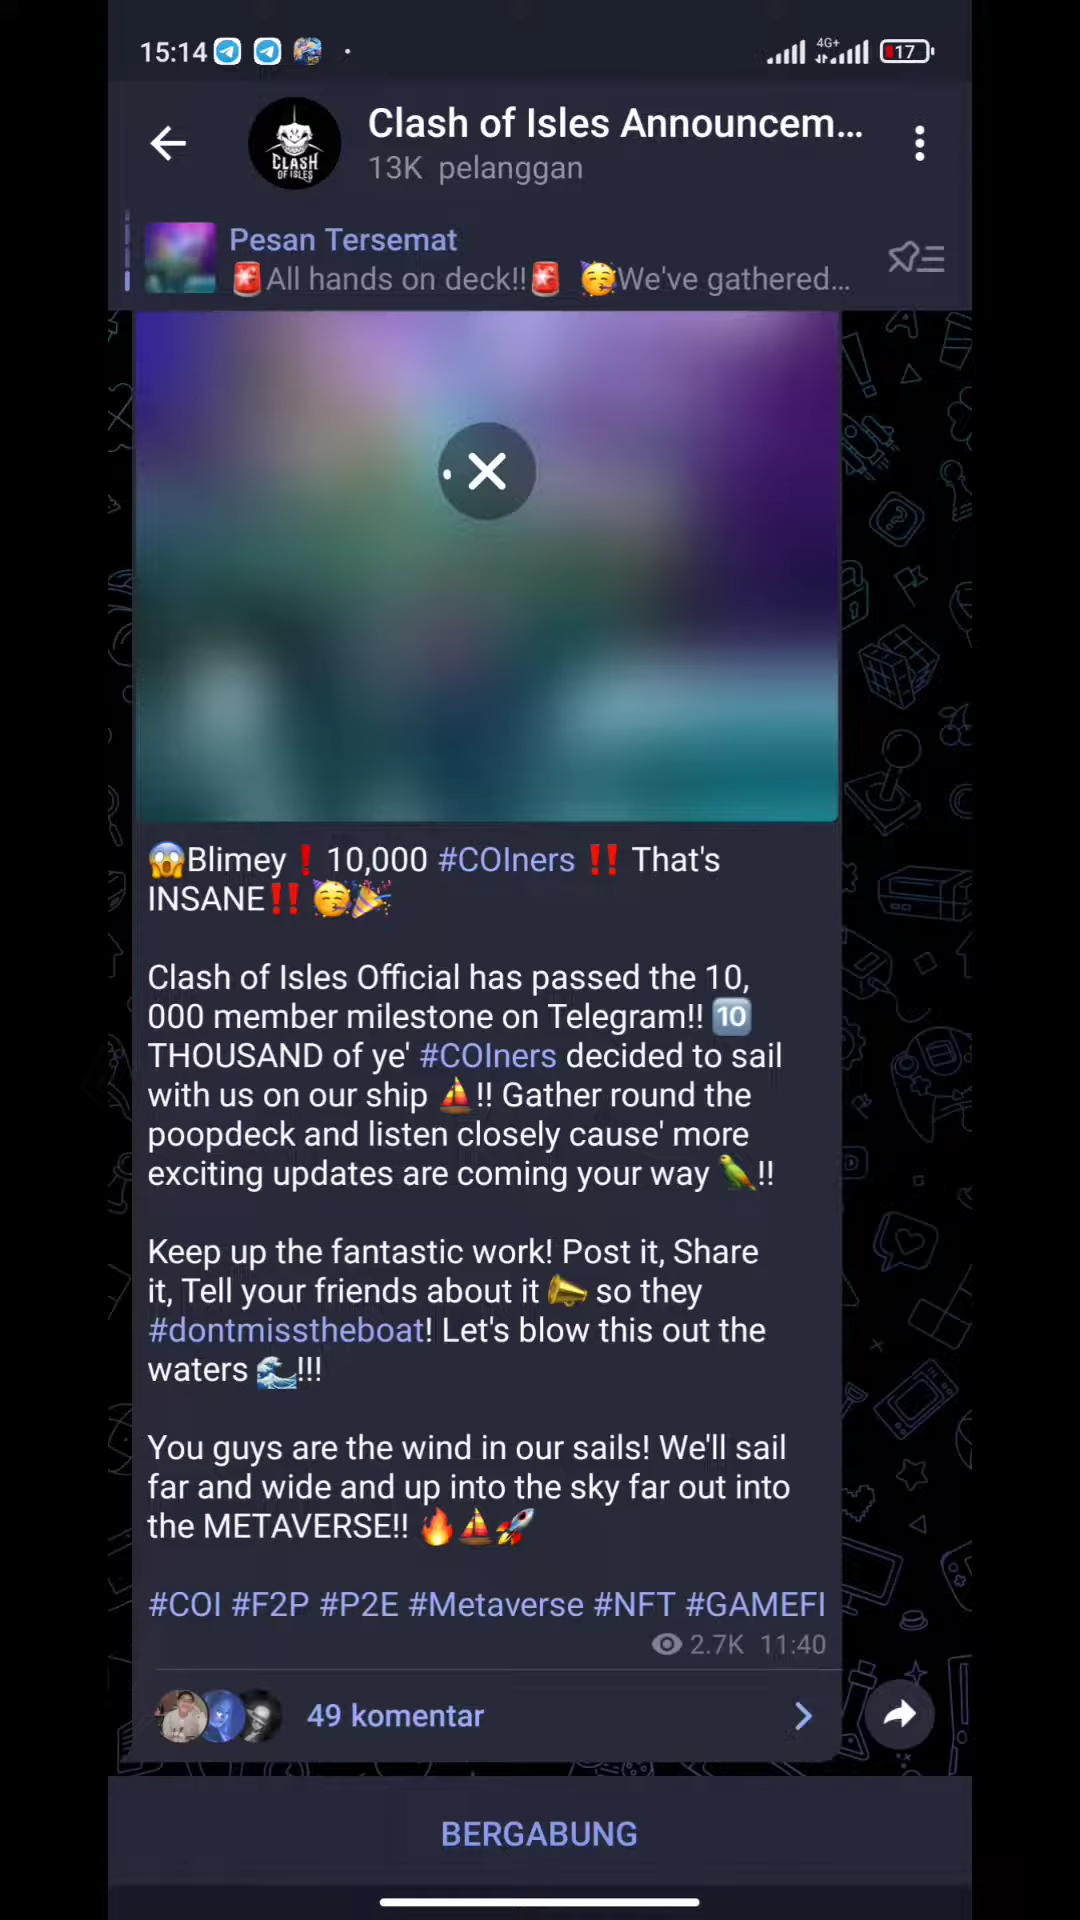 15:14
4G+
17
CLASH
OF ISLES
Clash of Isles Announcem...
13K pelanggan
Pesan Tersemat
🚨All hands on deck!!🚨 🥳We've gathered...
😱Blimey❗10,000 #COIners ‼️ That's
INSANE‼️ 🥳🎉
Clash of Isles Official has passed the 10,
000 member milestone on Telegram!! 🔟
THOUSAND of ye' #COIners decided to sail
with us on our ship ⛵!! Gather round the
poopdeck and listen closely cause' more
exciting updates are coming your way 🦜!!
Keep up the fantastic work! Post it, Share
it, Tell your friends about it 📣 so they
#dontmisstheboat! Let's blow this out the
waters 🌊!!!
You guys are the wind in our sails! We'll sail
far and wide and up into the sky far out into
the METAVERSE!! 🔥⛵🚀
#COI #F2P #P2E #Metaverse #NFT #GAMEFI
2.7K 11:40
49 komentar
BERGABUNG